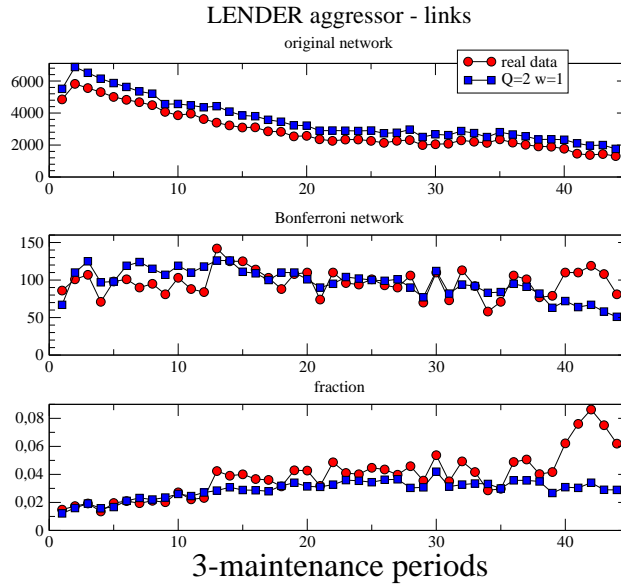 LENDER aggressor - links
original network
real data
Q=2 w=1
6000
4000
2000
0
0 10 20 30 40
Bonferroni network
150
100
50
0
0 10 20 30 40
fraction
0,08
0,06
0,04
0,02
0
0 10 20 30 40
3-maintenance periods